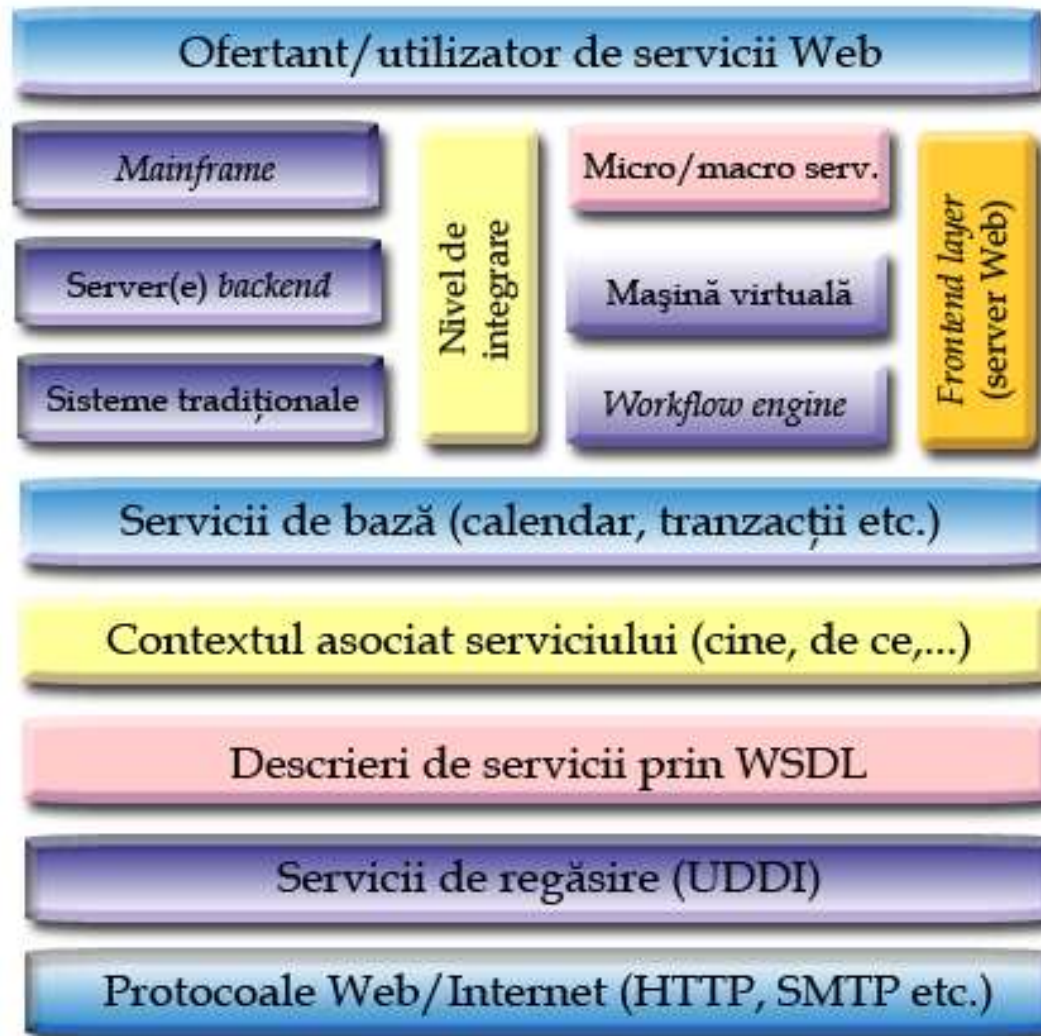 Ofertant/utilizator de servicii Web
Mainframe
Server(e) backend
Sisteme tradiționale
Nivel de
integrare
Micro/macro serv.
Maşină virtuală
Workflow engine
Frontend layer
(server Web)
Servicii de bază (calendar, tranzacții etc.)
Contextul asociat serviciului (cine, de ce,...)
Descrieri de servicii prin WSDL
Servicii de regăsire (UDDI)
Protocoale Web/Internet (HTTP, SMTP etc.)